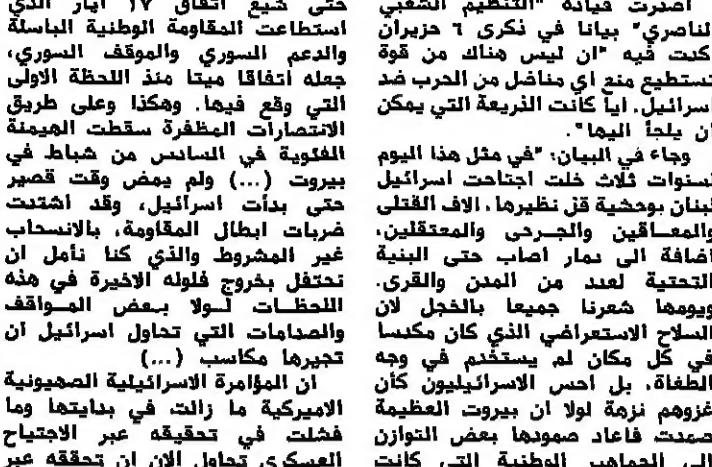 اصدرت قيادة "التنظيم الشعبي
الناصري" بيانا في ذكرى ٦ حزيران
اكدت فيه "ان ليس هناك من قوة
تستطيع منع اي مناضل من الحرب ضد
اسرائيل، اياً كانت الذريعة التي يمكن
ان يلجأ اليها".
وجاء في البيان: "في مثل هذا اليوم
لسنوات ثلاث خلت اجتاحت اسرائيل
لبنان بوحشية قل نظيرها، الاف القتلى
والمعـاقين والجـرحى والمعتقلين،
اضافة الى دمار أصاب حتى البنية
التحتية لعدد من المدن والقرى.
ويومها شعرنا جميعا بالخجل لان
السلاح الاستعراضي الذي كان مكدسا
في كل مكان لم يستخدم في وجه
الطغاة، بل احس الاسرائيليون كأن
غزوهم نزهة لولا ان بيروت العظيمة
صمدت فاعاد صمودها بعض التوازن
الى الجماهير الوطنية التي كانت
حتى شيع اتفاق ١٧ ايار الذي
استطاعت المقاومة الوطنية الباسلة
والدعم السوري والموقف السوري،
جعله اتفاقا ميتا منذ اللحظة الاولى
التي وقع فيها. وهكذا وعلى طريق
الانتصارات المظفرة سقطت الهيمنة
الفئوية في السادس من شباط في
بيروت (...) ولم يمض وقت قصير
حتى بدأت اسرائيل، وقد اشتدت
ضربات ابطال المقاومة، بالانسحاب
غير المشروط والذي كنا نأمل ان
نحتفل بخروج فلوله الاخيرة في هذه
اللحظـات لـولا بـعض المـواقف
والصدامات التي تحاول اسرائيل ان
تجيرها مكاسب (...)
ان المؤامرة الاسرائيلية الصهيونية
الاميركية ما زالت في بدايتها وما
فشلت في تحقيقه عبر الاجتياح
العسكري تحاول الان ان تحققه عبر